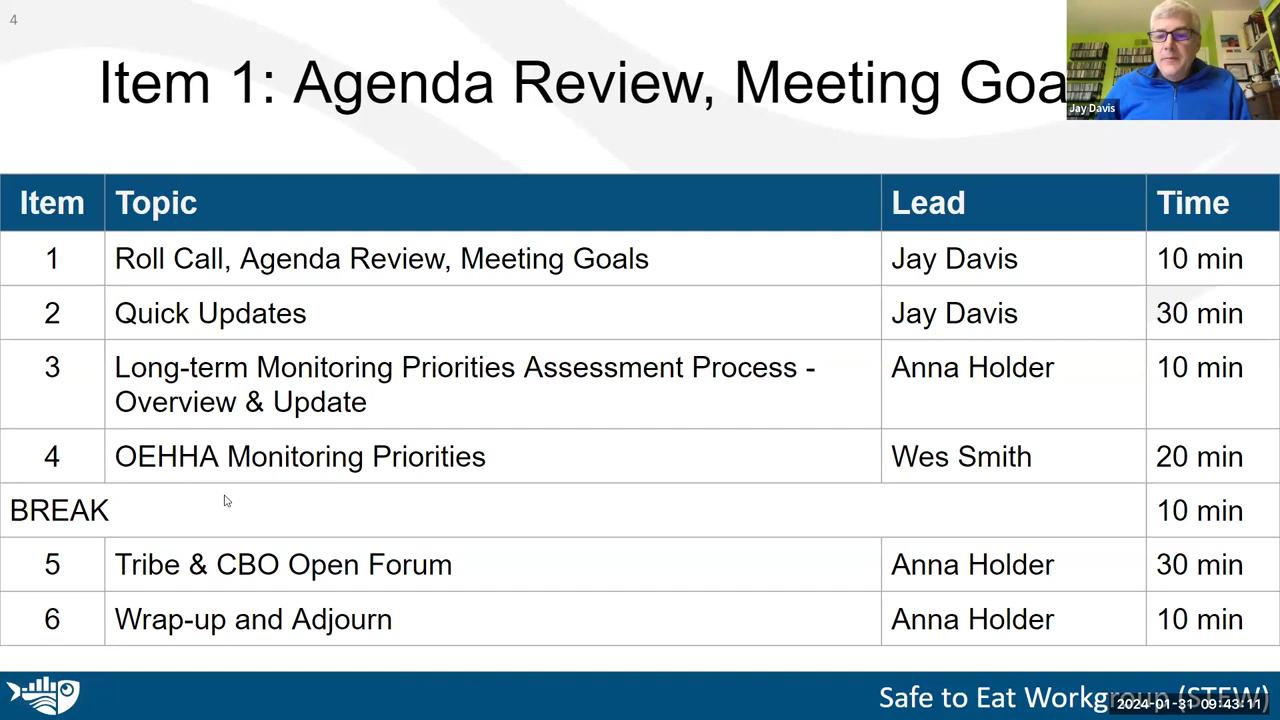 4
Item 1: Agenda Review, Meeting Goa
Jay Davis
Item Topic Lead Time
1 Roll Call, Agenda Review, Meeting Goals Jay Davis 10 min
2 Quick Updates Jay Davis 30 min
3 Long-term Monitoring Priorities Assessment Process - Anna Holder 10 min
Overview & Update
4 OEHHA Monitoring Priorities Wes Smith 20 min
BREAK 10 min
5 Tribe & CBO Open Forum Anna Holder 30 min
6 Wrap-up and Adjourn Anna Holder 10 min
Safe to Eat Workgroup (STEW)
2024-01-31 09:43:11